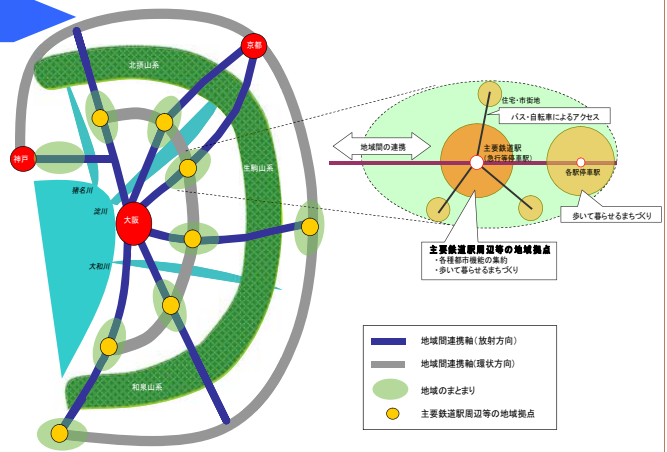 京都
北摂山系
神戸
猪名川
淀川
大阪
生駒山系
大和川
和泉山系
住宅・市街地
バス・自転車によるアクセス
地域間の連携
主要鉄道駅
(急行等停車駅)
各駅停車駅
歩いて暮らせるまちづくり
主要鉄道駅周辺等の地域拠点
・各種都市機能の集約
・歩いて暮らせるまちづくり
地域間連携軸(放射方向)
地域間連携軸(環状方向)
地域のまとまり
主要鉄道駅周辺等の地域拠点